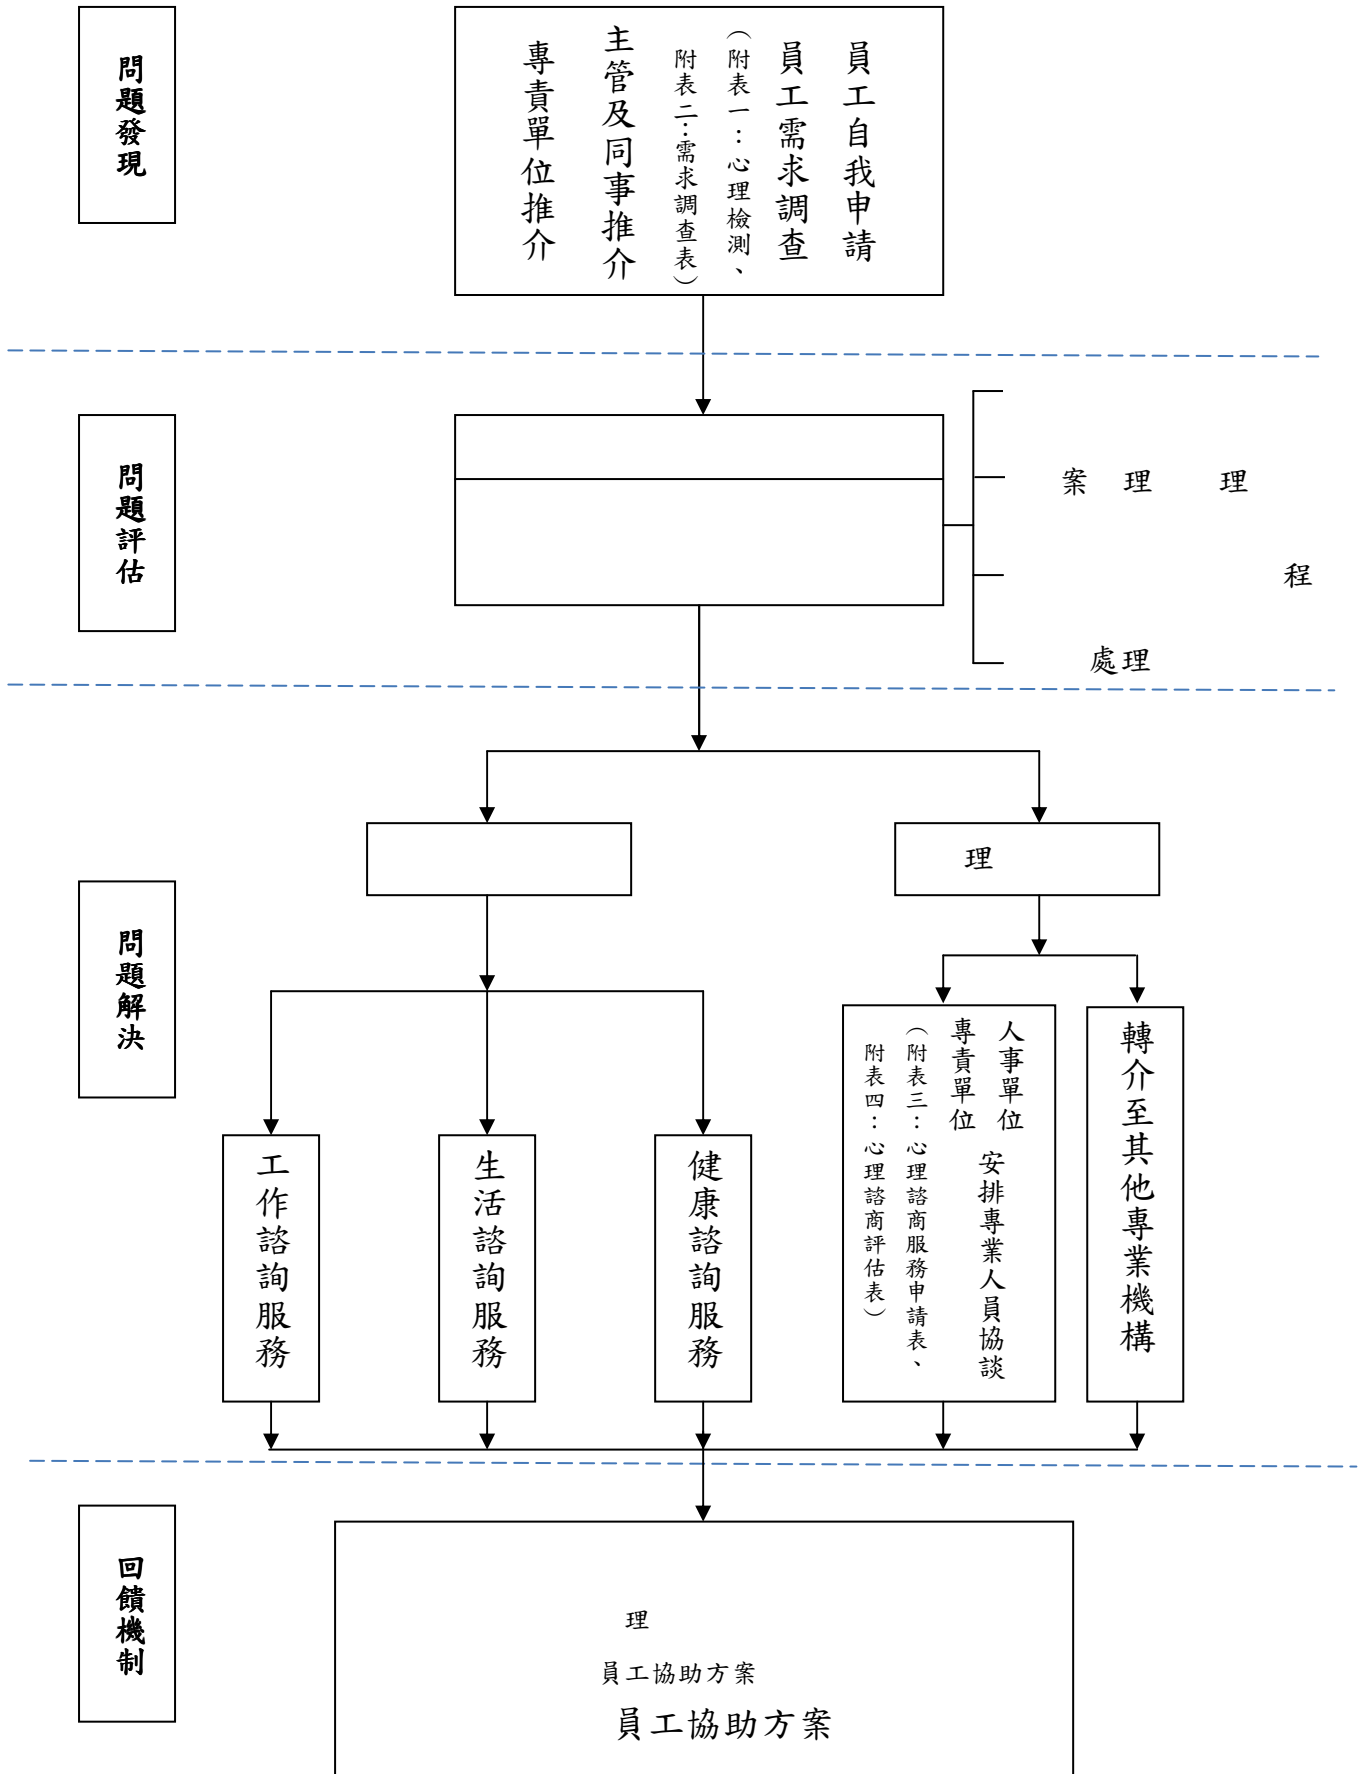 問題發現
員工自我申請
員工需求調查
（附表一：心理檢測、
附表二：需求調查表）
主管及同事推介
專責單位推介
問題評估
案 理 理
程
處理
理
問題解決
工作諮詢服務
生活諮詢服務
健康諮詢服務
人事單位
專責單位
安排專業人員協談
（附表三：心理諮商服務申請表、
附表四：心理諮商評估表）
轉介至其他專業機構
回饋機制
理
員工協助方案
員工協助方案